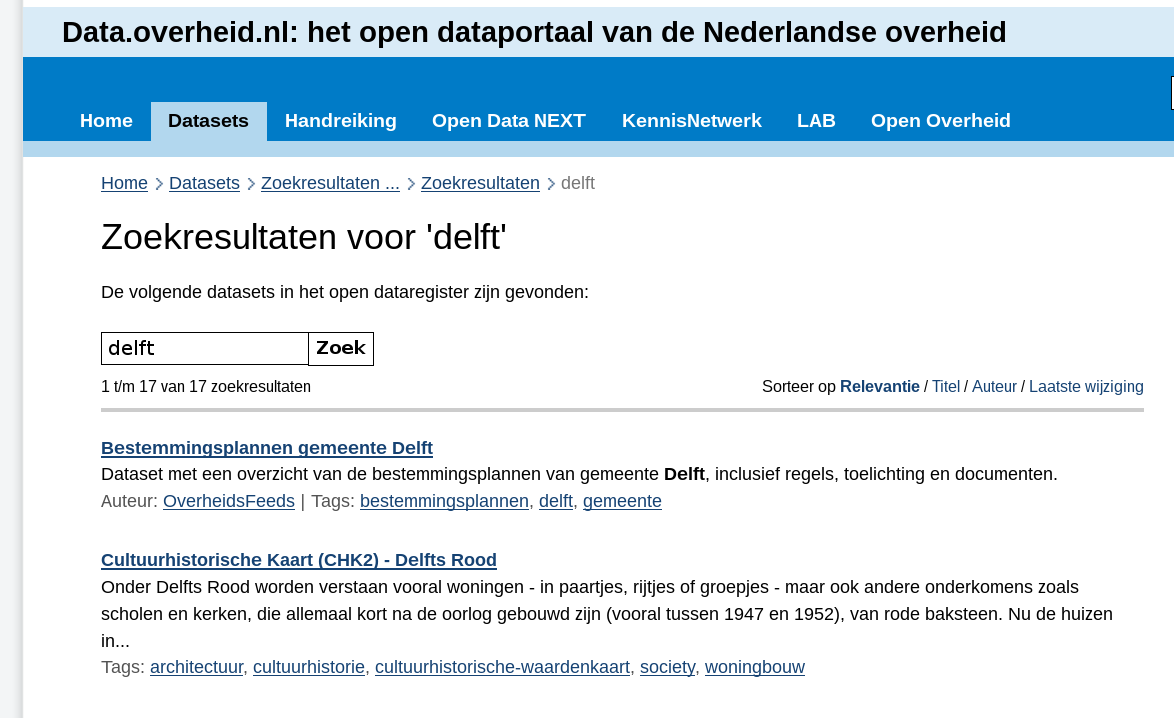 Data.overheid.nl: het open dataportaal van de Nederlandse overheid
Home Datasets Handreiking Open Data NEXT KennisNetwerk LAB Open Overheid
Home > Datasets > Zoekresultaten ... > Zoekresultaten > delft
Zoekresultaten voor 'delft'
De volgende datasets in het open dataregister zijn gevonden:
delft Zoek
1 t/m 17 van 17 zoekresultaten Sorteer op Relevantie / Titel / Auteur / Laatste wijziging
Bestemmingsplannen gemeente Delft
Dataset met een overzicht van de bestemmingsplannen van gemeente Delft, inclusief regels, toelichting en documenten.
Auteur: OverheidsFeeds | Tags: bestemmingsplannen, delft, gemeente
Cultuurhistorische Kaart (CHK2) - Delfts Rood
Onder Delfts Rood worden verstaan vooral woningen - in paartjes, rijtjes of groepjes - maar ook andere onderkomens zoals
scholen en kerken, die allemaal kort na de oorlog gebouwd zijn (vooral tussen 1947 en 1952), van rode baksteen. Nu de huizen
in...
Tags: architectuur, cultuurhistorie, cultuurhistorische-waardenkaart, society, woningbouw